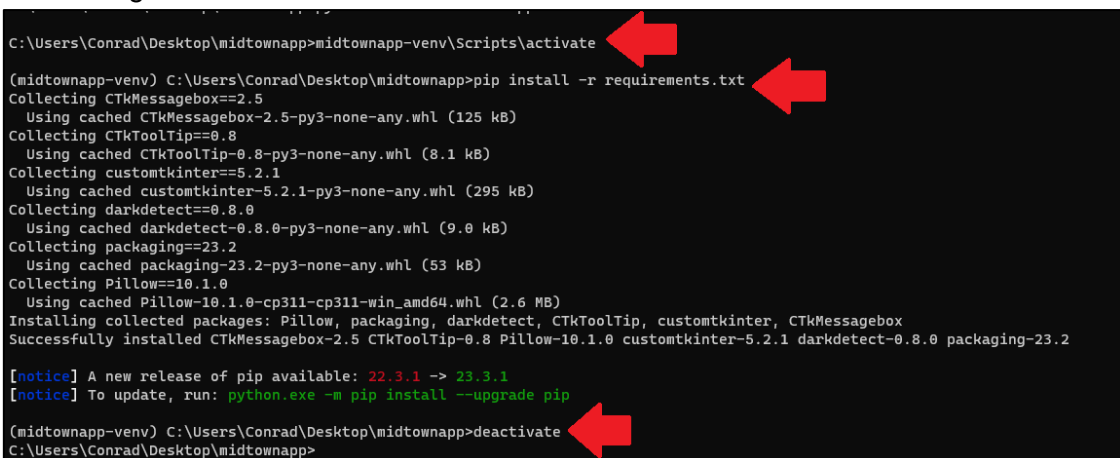 C:\Users\Conrad\Desktop\midtownapp>midtownapp-venv\Scripts\activate
(midtownapp-venv) C:\Users\Conrad\Desktop\midtownapp>pip install -r requirements.txt
Collecting CTkMessagebox==2.5
  Using cached CTkMessagebox-2.5-py3-none-any.whl (125 kB)
Collecting CTkToolTip==0.8
  Using cached CTkToolTip-0.8-py3-none-any.whl (8.1 kB)
Collecting customtkinter==5.2.1
  Using cached customtkinter-5.2.1-py3-none-any.whl (295 kB)
Collecting darkdetect==0.8.0
  Using cached darkdetect-0.8.0-py3-none-any.whl (9.0 kB)
Collecting packaging==23.2
  Using cached packaging-23.2-py3-none-any.whl (53 kB)
Collecting Pillow==10.1.0
  Using cached Pillow-10.1.0-cp311-cp311-win_amd64.whl (2.6 MB)
Installing collected packages: Pillow, packaging, darkdetect, CTkToolTip, customtkinter, CTkMessagebox
Successfully installed CTkMessagebox-2.5 CTkToolTip-0.8 Pillow-10.1.0 customtkinter-5.2.1 darkdetect-0.8.0 packaging-23.2
[notice] A new release of pip available: 22.3.1 -> 23.3.1
[notice] To update, run: python.exe -m pip install --upgrade pip
(midtownapp-venv) C:\Users\Conrad\Desktop\midtownapp>deactivate
C:\Users\Conrad\Desktop\midtownapp>